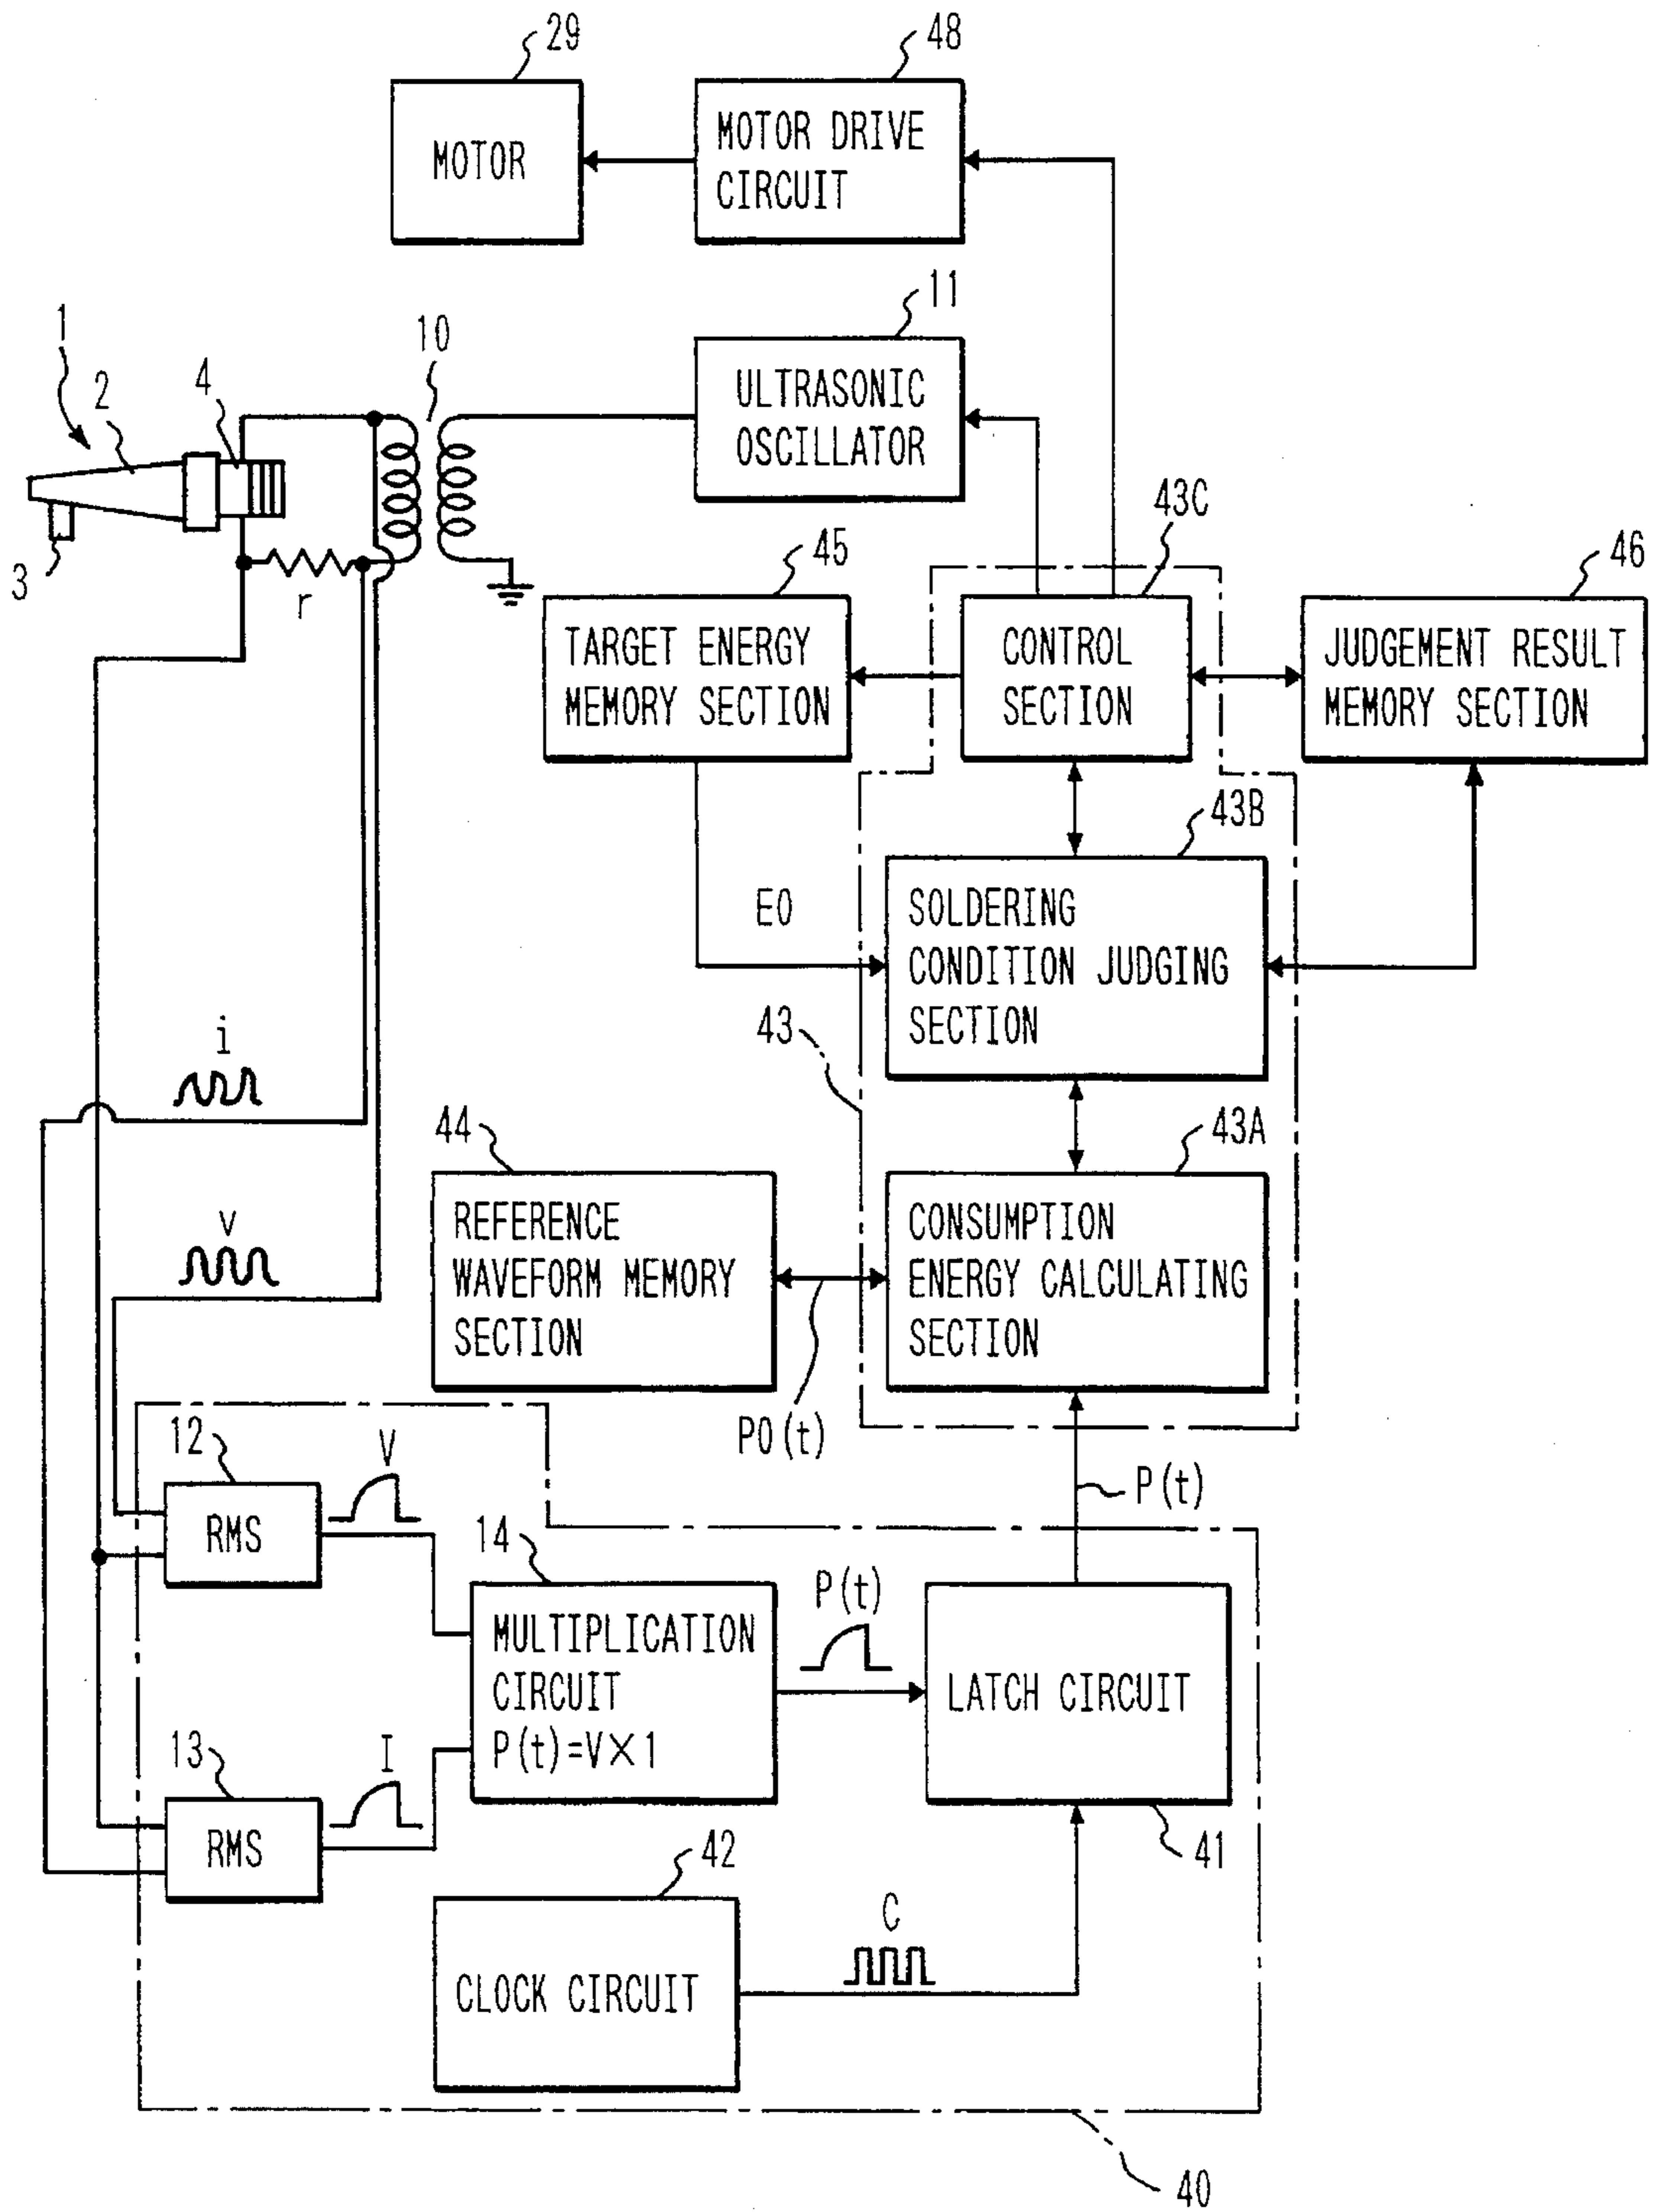 29
48
MOTOR
MOTOR DRIVE
CIRCUIT
11
1
10
2
4
ULTRASONIC
OSCILLATOR
43C
3
r
45
46
TARGET ENERGY
MEMORY SECTION
CONTROL
SECTION
JUDGEMENT RESULT
MEMORY SECTION
43B
E0
SOLDERING
CONDITION JUDGING
SECTION
43
i
44
43A
v
REFERENCE
WAVEFORM MEMORY
SECTION
CONSUMPTION
ENERGY CALCULATING
SECTION
P0(t)
12
V
P(t)
RMS
14
P(t)
MULTIPLICATION
CIRCUIT
P(t)=V×1
LATCH CIRCUIT
13
I
RMS
42
41
C
CLOCK CIRCUIT
40